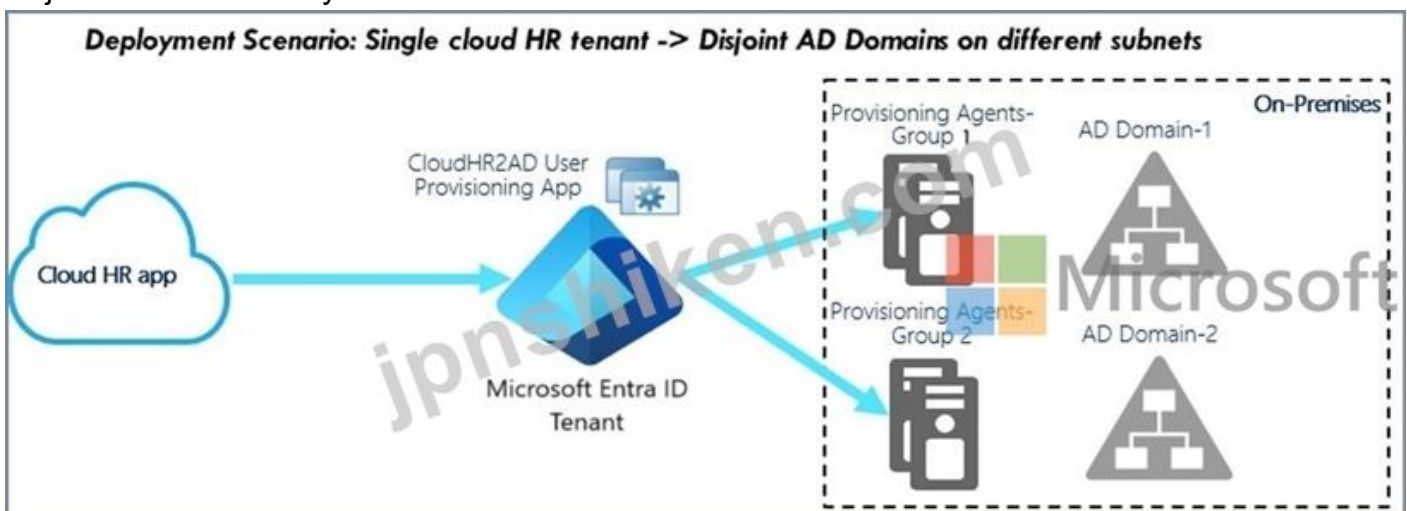 Deployment Scenario: Single cloud HR tenant -> Disjoint AD Domains on different subnets
On-Premises
Provisioning Agents-
Group 1
AD Domain-1
CloudHR2AD User
Provisioning App
Cloud HR app
Microsoft
Provisioning Agents-
Group 2
AD Domain-2
Microsoft Entra ID
Tenant
jpnshiken.com